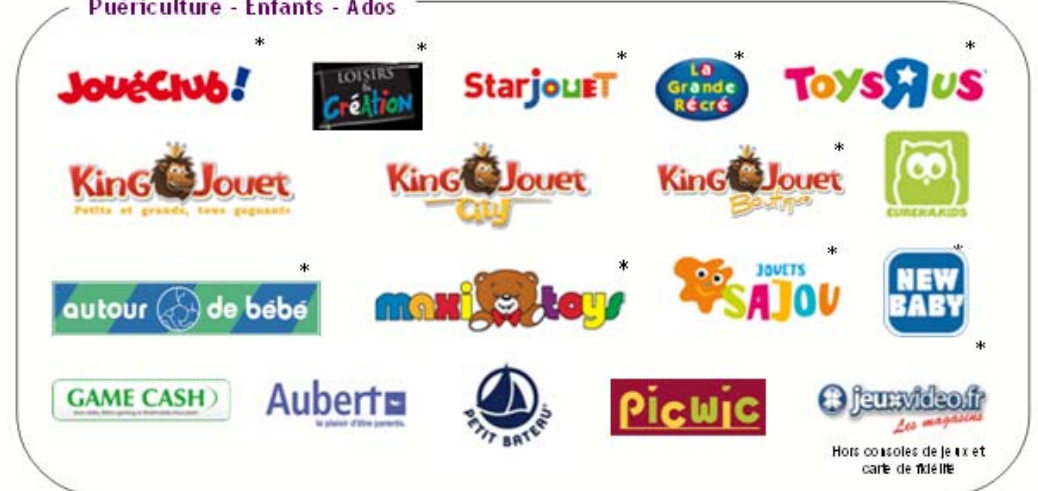 Puériculture - Enfants - Ados
* * * * *
JouéClub!
LOISIRS
&
CréAtion
StarjoueT
La
Grande
Récré
ToysRus
*
KinG Jouet
Petits et grands, tous gagnants
KinG Jouet
City
KinG Jouet
Boutique
EUREKAKIDS
* * * *
autour de bébé
maxi toys
JOUETS
SAJOU
NEW
BABY
*
GAME CASH
Aubert
le plaisir d'être parents.
PETIT BATEAU
Picwic
jeuxvideo.fr
Les magasins
Hors consoles de jeux et
carte de fidélité